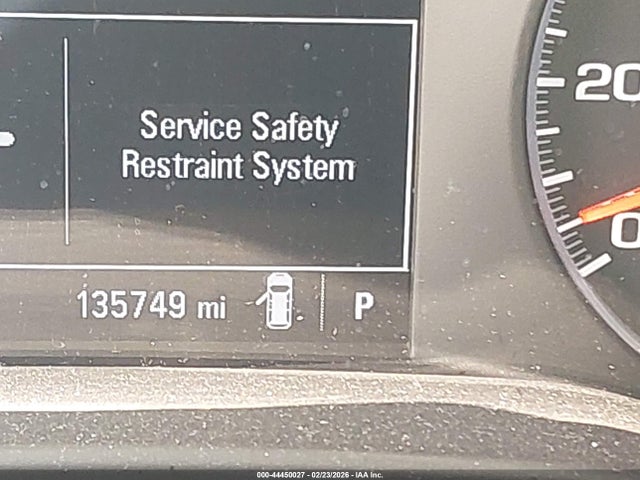 Service Safety
Restraint System
20
0
135749 mi
P
000-44450027 - 02/23/2026 - IAA Inc.